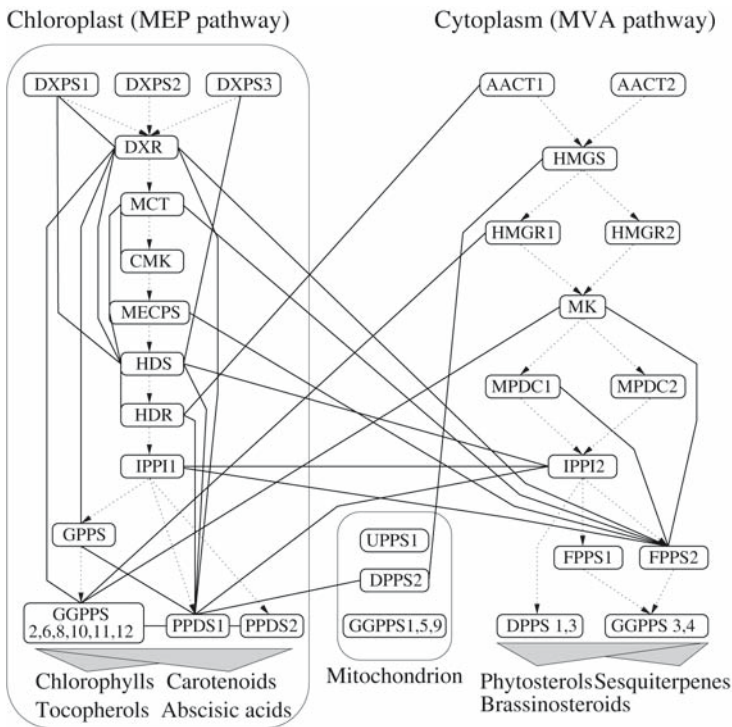 Chloroplast (MEP pathway)
Cytoplasm (MVA pathway)
DXPS1
DXPS2
DXPS3
AACT1
AACT2
DXR
HMGS
MCT
HMGR1
HMGR2
CMK
MECPS
MK
HDS
MPDC1
MPDC2
HDR
IPPI1
IPPI2
GPPS
UPPS1
FPPS1
FPPS2
DPPS2
GGPPS
2,6,8,10,11,12
PPDS1
PPDS2
GGPPS1,5,9
DPPS 1,3
GGPPS 3,4
Mitochondrion
Chlorophylls
Carotenoids
Tocopherols
Abscisic acids
Phytosterols
Sesquiterpenes
Brassinosteroids